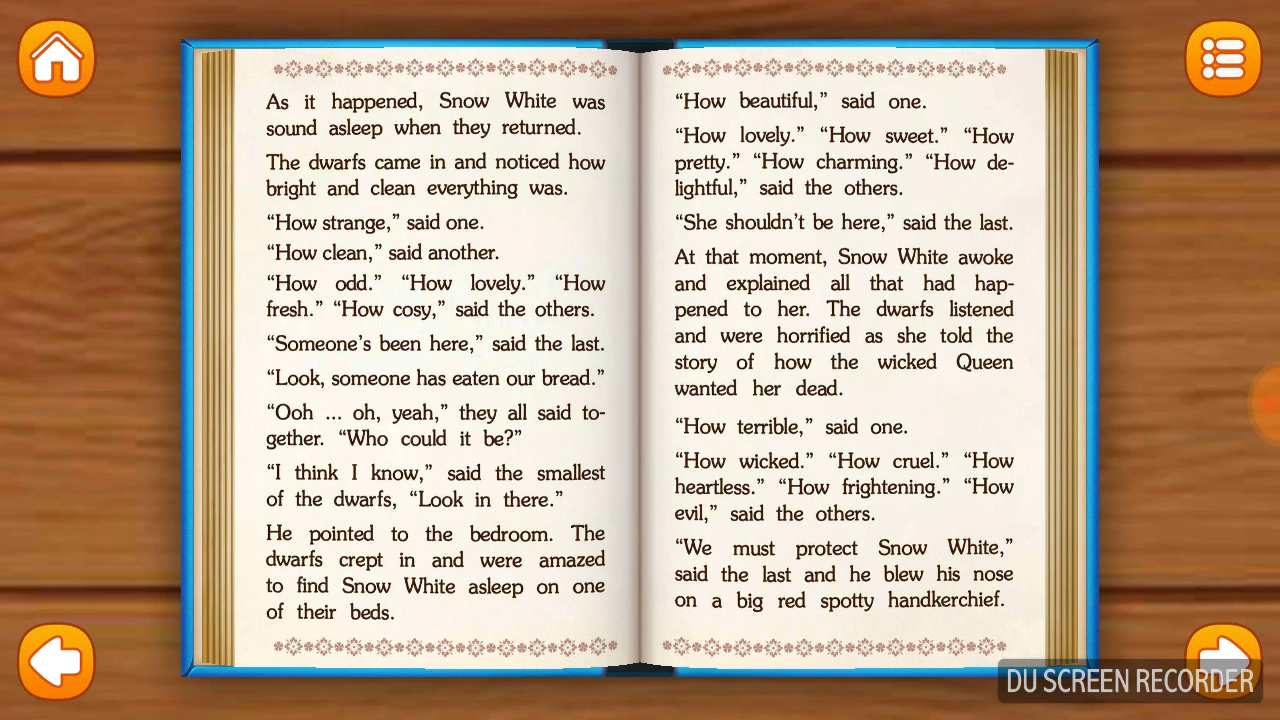 As it happened, Snow White was
sound asleep when they returned.
The dwarfs came in and noticed how
bright and clean everything was.
“How strange,” said one.
“How clean,” said another.
“How odd.” “How lovely.” “How
fresh.” “How cosy,” said the others.
“Someone’s been here,” said the last.
“Look, someone has eaten our bread.”
“Ooh ... oh, yeah,” they all said to-
gether. “Who could it be?”
“I think I know,” said the smallest
of the dwarfs, “Look in there.”
He pointed to the bedroom. The
dwarfs crept in and were amazed
to find Snow White asleep on one
of their beds.
“How beautiful,” said one.
“How lovely.” “How sweet.” “How
pretty.” “How charming.” “How de-
lightful,” said the others.
“She shouldn’t be here,” said the last.
At that moment, Snow White awoke
and explained all that had hap-
pened to her. The dwarfs listened
and were horrified as she told the
story of how the wicked Queen
wanted her dead.
“How terrible,” said one.
“How wicked.” “How cruel.” “How
heartless.” “How frightening.” “How
evil,” said the others.
“We must protect Snow White,”
said the last and he blew his nose
on a big red spotty handkerchief.
DU SCREEN RECORDER